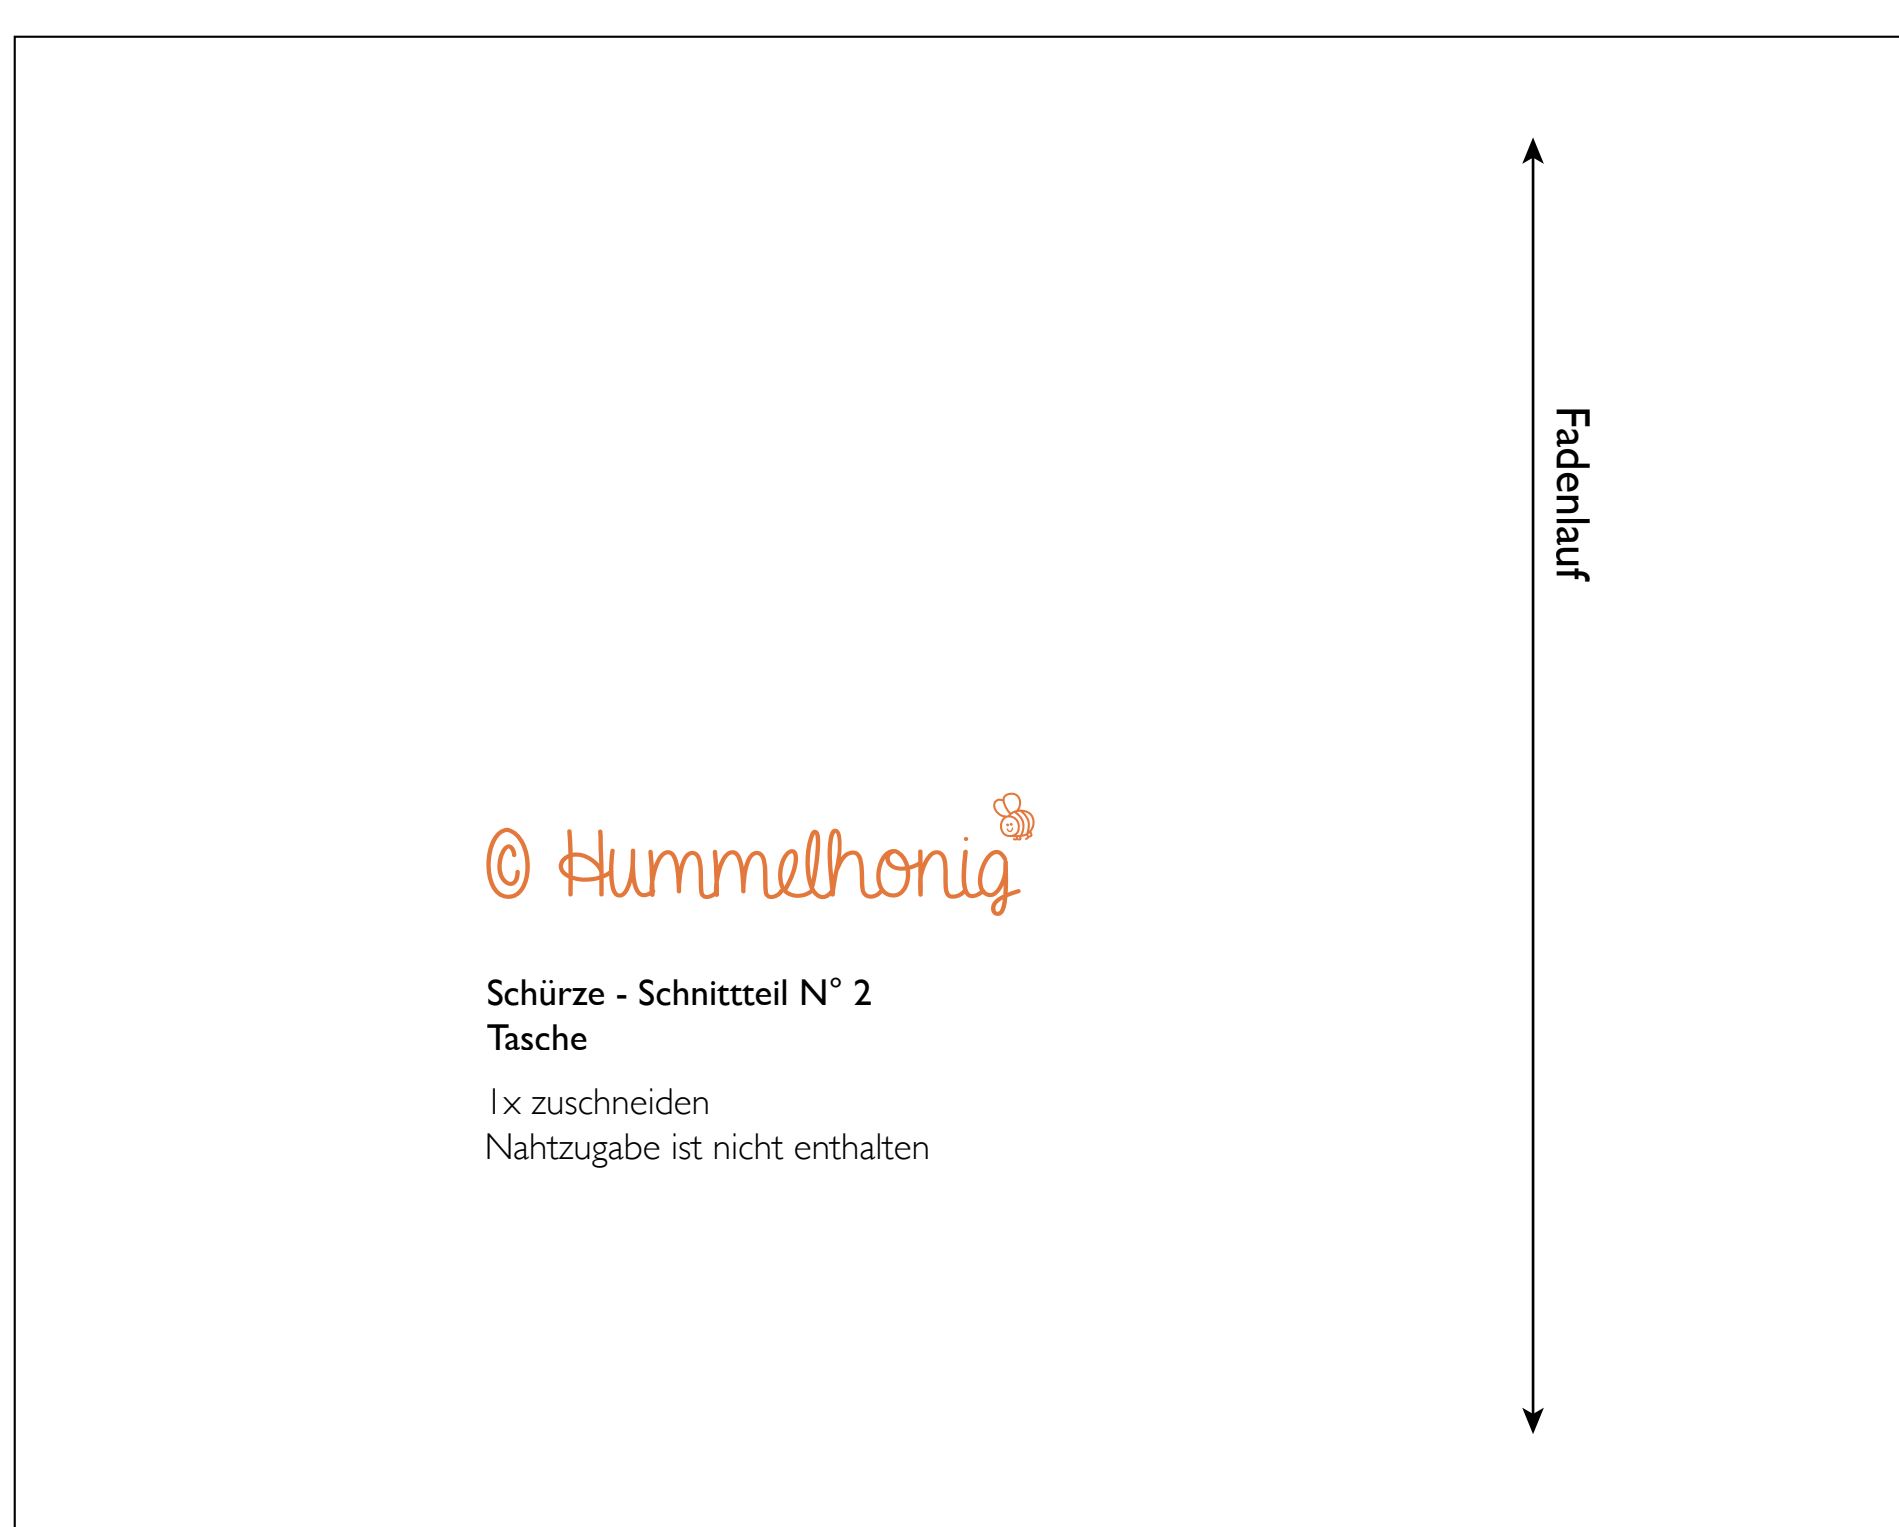 Fadenlauf
© Hummelhonig
Schürze - Schnittteil N° 2
Tasche
1x zuschneiden
Nahtzugabe ist nicht enthalten